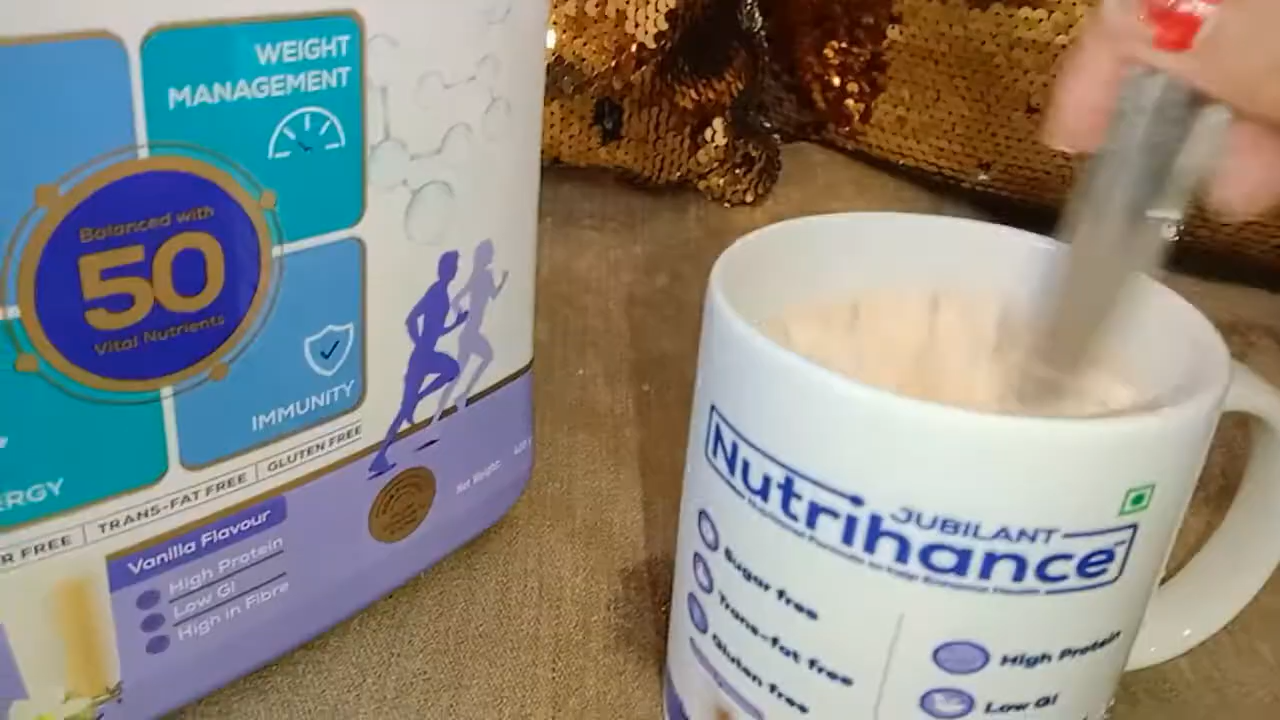 WEIGHT
MANAGEMENT
Balanced with
50
Vital Nutrients
IMMUNITY
ERGY
R FREE | TRANS-FAT FREE | GLUTEN FREE
Vanilla Flavour
High Protein
Low GI
High in Fibre
Net Weight:
JUBILANT
Nutrihance™
Sugar free
Trans-fat free
Gluten free
High Protein
Low GI